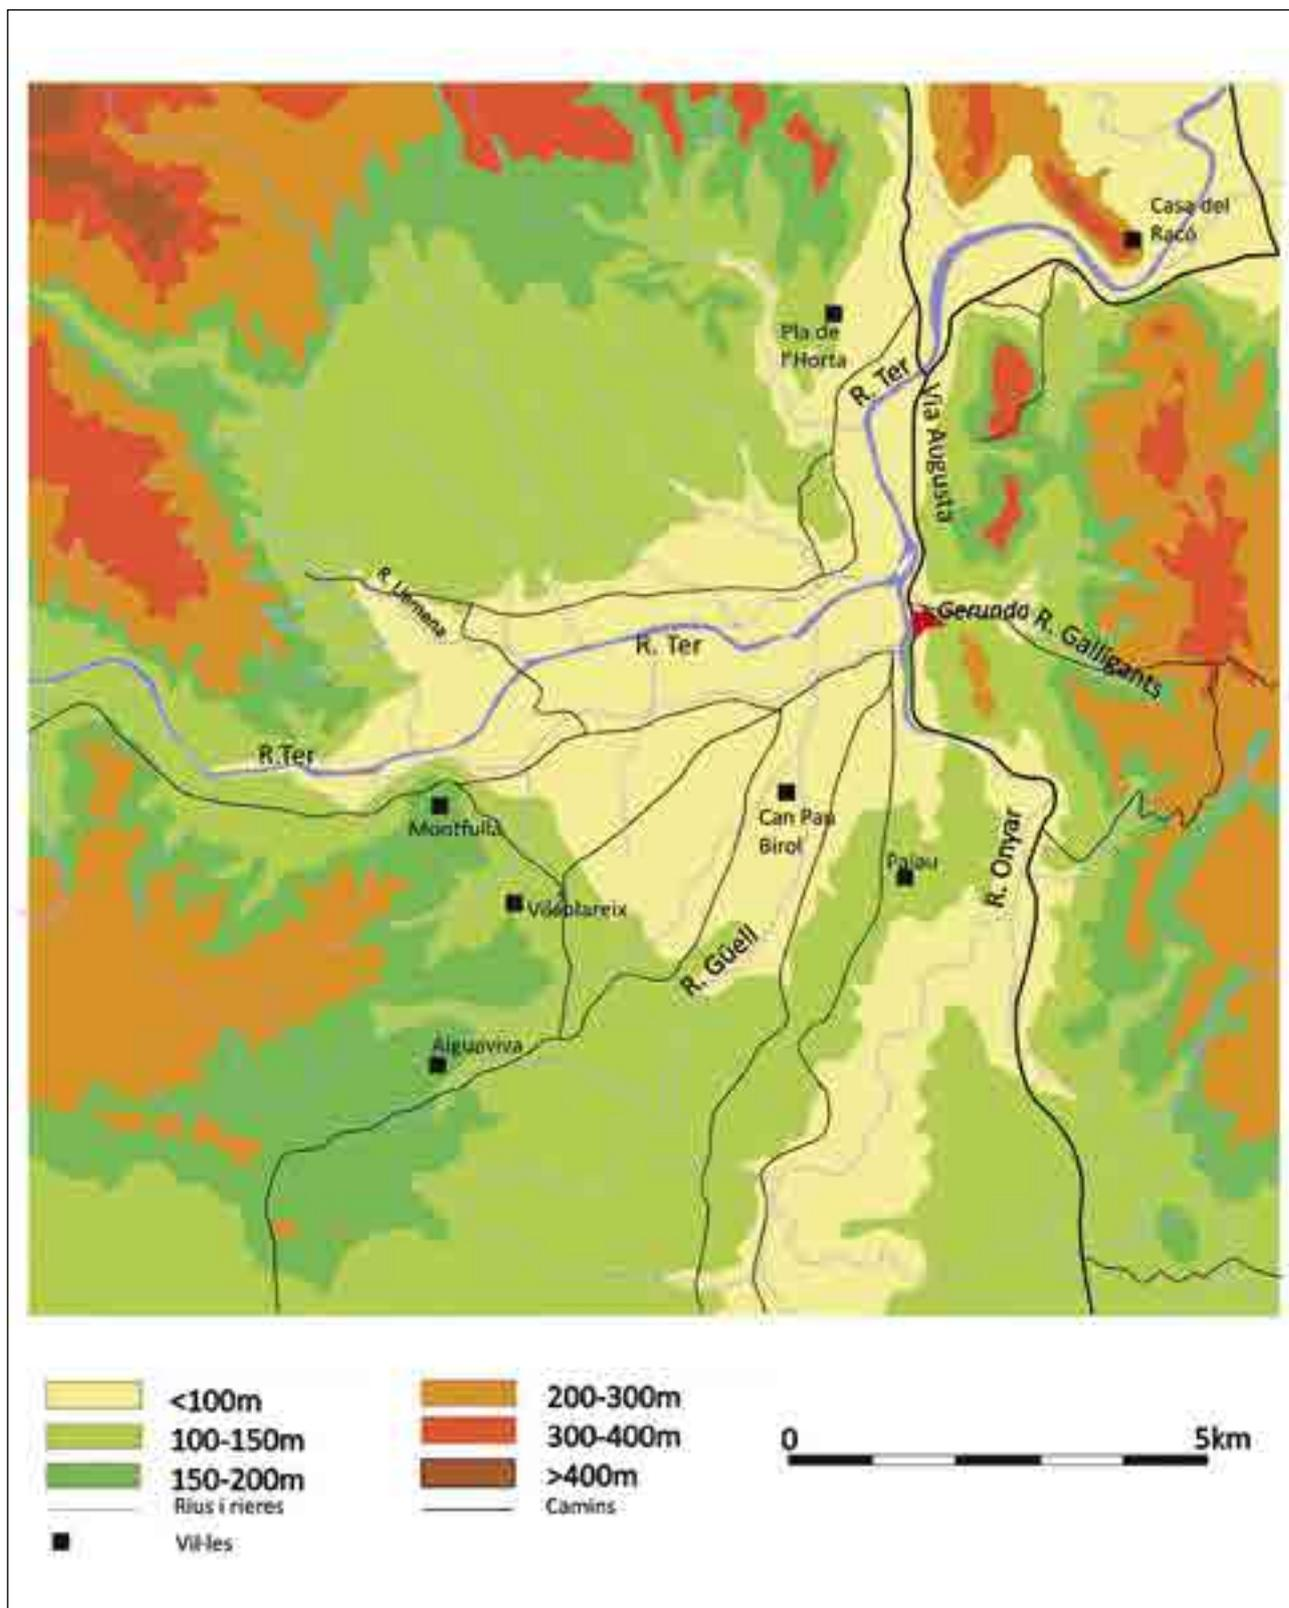 Casa del
Racó
Pla de
l'Horta
R. Ter
Via Augusta
R. Llemena
Gerunda
R. Galligants
R. Ter
R.Ter
Montfullà
Can Pau
Birol
Palau
R. Onyar
Vilablareix
R. Güell
Aiguaviva
<100m
200-300m
0
5km
100-150m
300-400m
150-200m
>400m
Rius i rieres
Camins
Vil·les